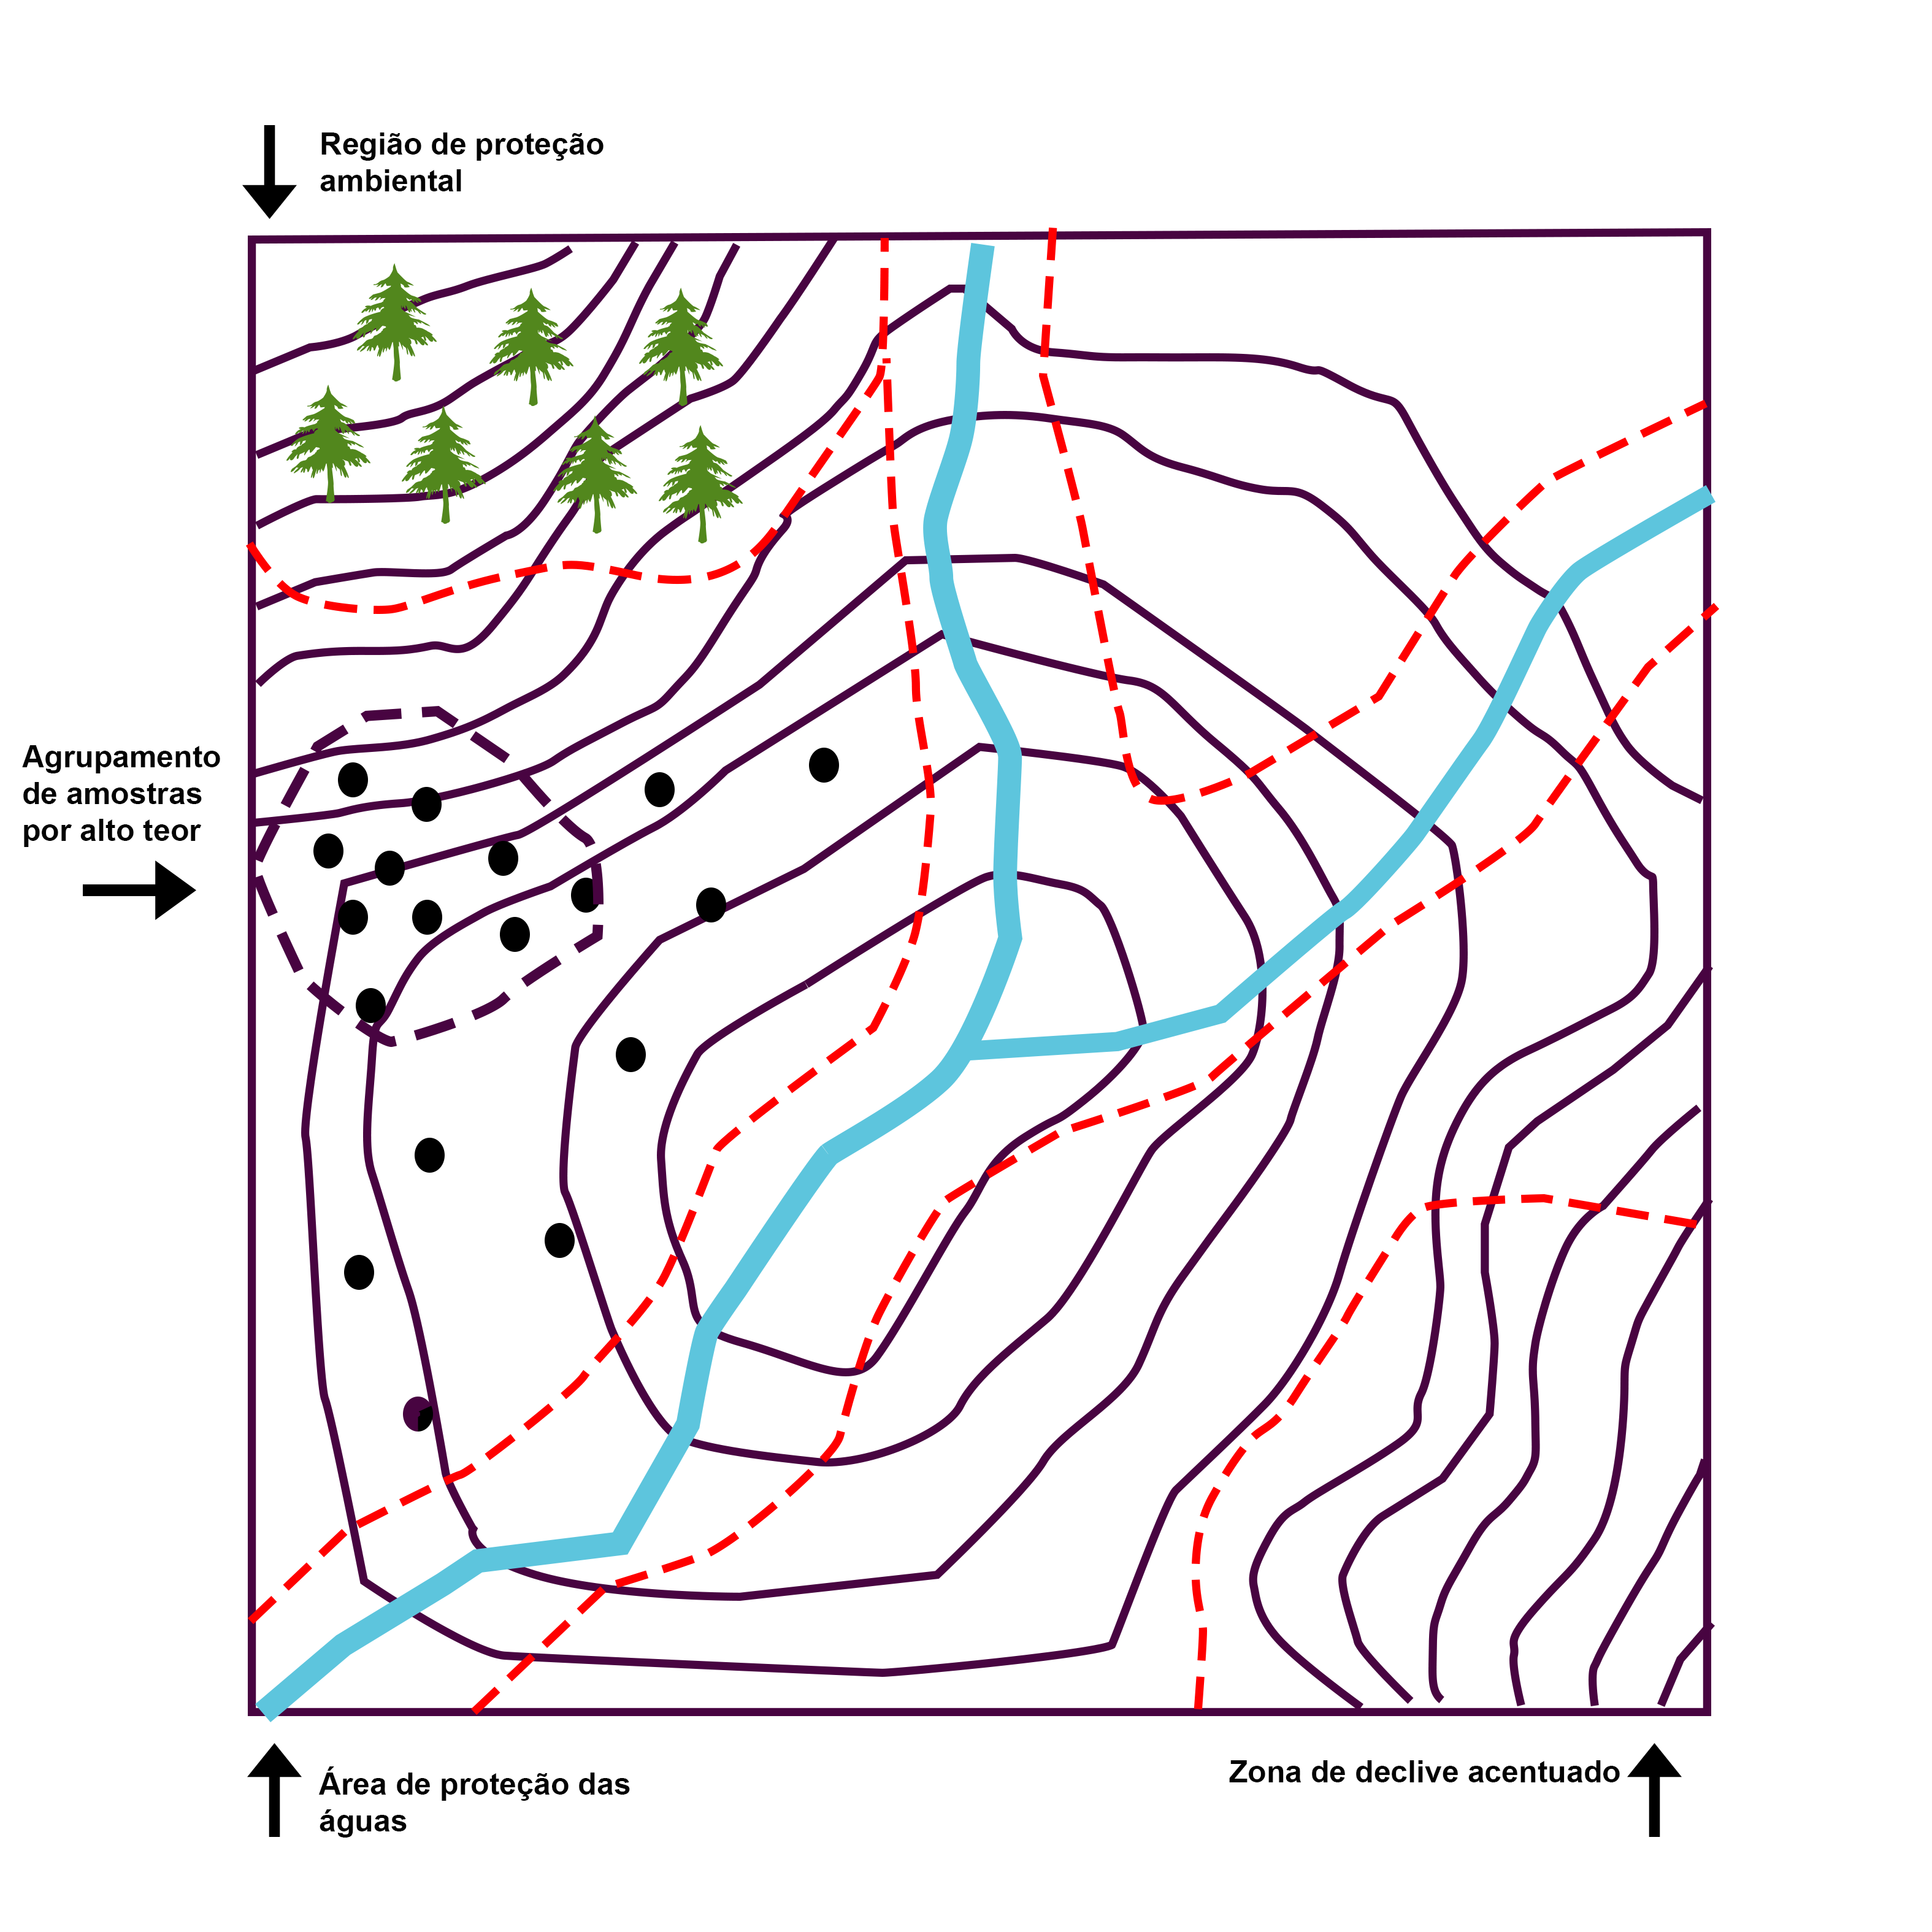 Região de proteção
ambiental
Agrupamento
de amostras
por alto teor
Área de proteção das
águas
Zona de declive acentuado